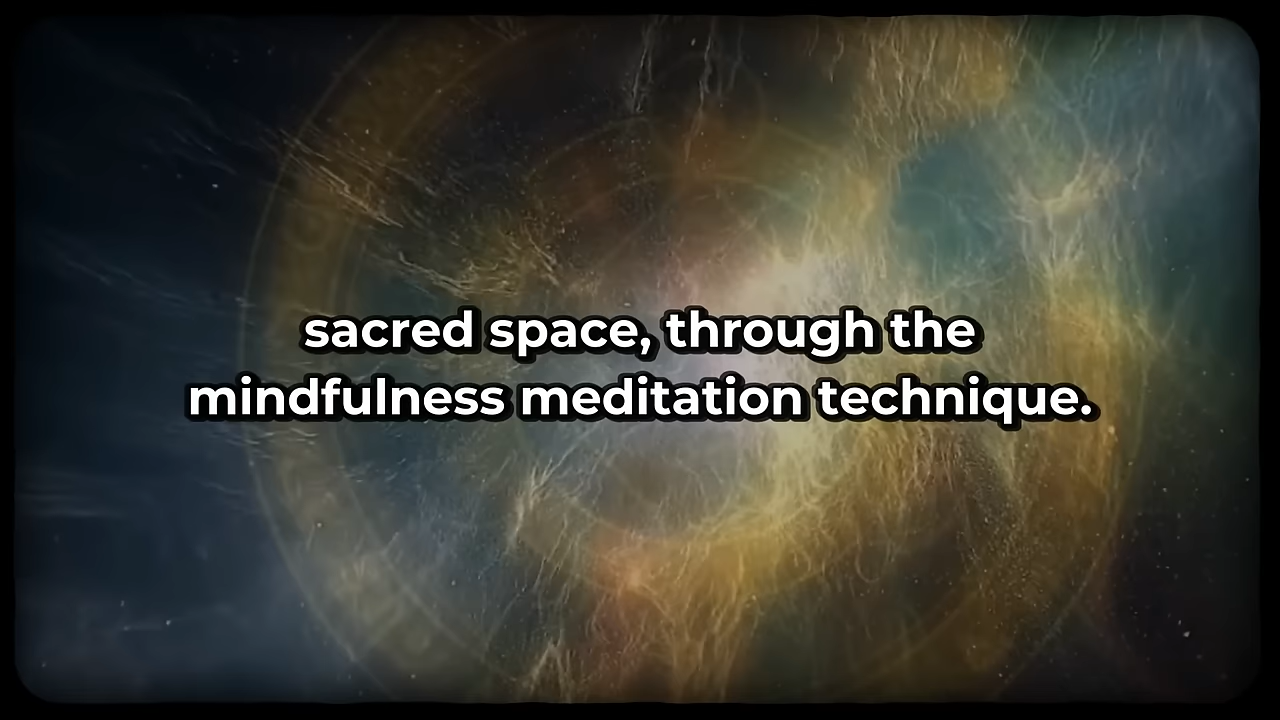 sacred space, through the
mindfulness meditation technique.